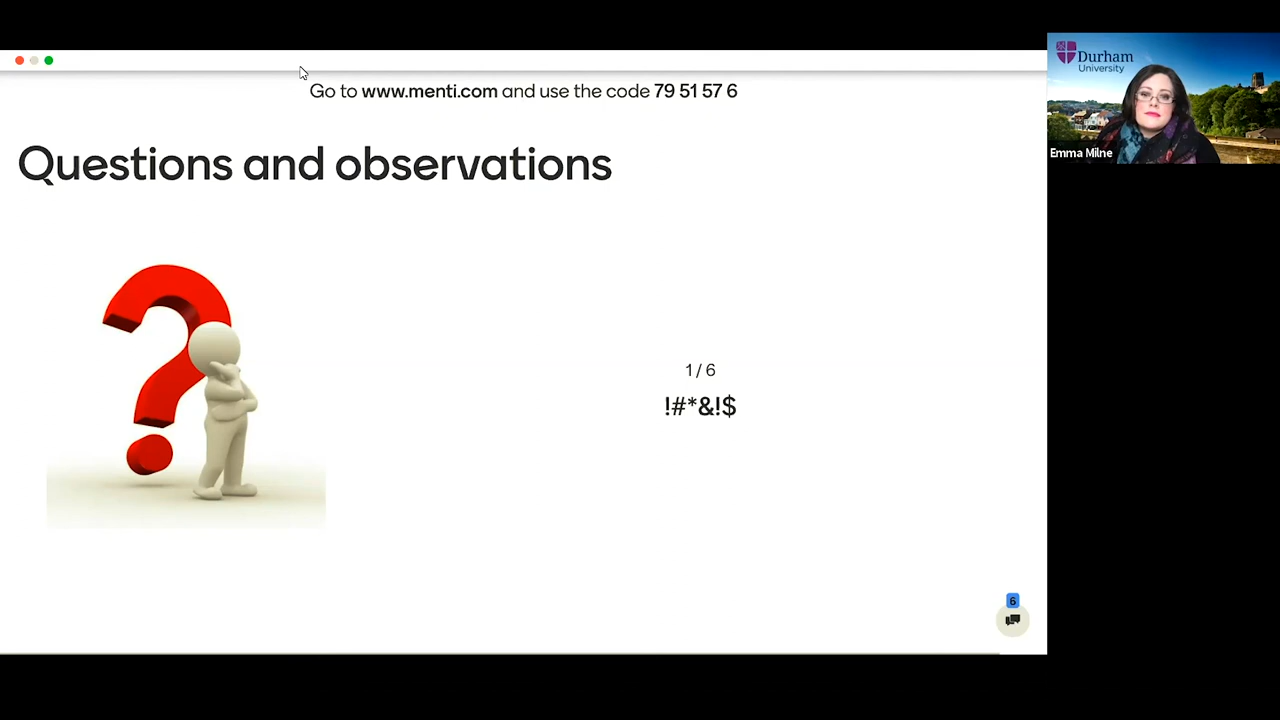 Go to www.menti.com and use the code 79 51 57 6
Durham
University
Emma Milne
Questions and observations
1 / 6
!#*&!$
6